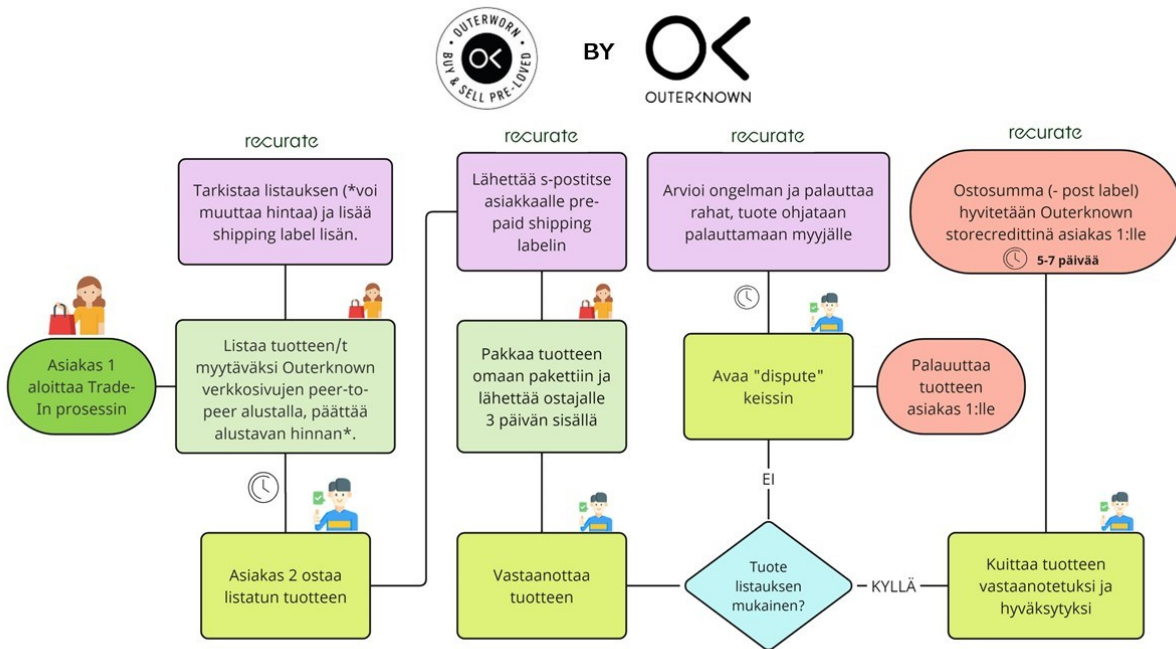 OUTERWORN
BUY & SELL PRE-LOVED
OK
BY
OK
OUTERKNOWN
recurate
Tarkistaa listauksen (*voi
muuttaa hintaa) ja lisää
shipping label lisän.
recurate
Lähettää s-postitse
asiakkaalle pre-
paid shipping
labelin
recurate
Arvioi ongelman ja palauttaa
rahat, tuote ohjataan
palauttamaan myyjälle
recurate
Ostosumma (- post label)
hyvitetään Outerknown
storecredittinä asiakas 1:lle
5-7 päivää
Asiakas 1
aloittaa Trade-
In prosessin
Listaa tuotteen/t
myytäväksi Outerknown
verkkosivujen peer-to-
peer alustalla, päättää
alustavan hinnan*.
Pakkaa tuotteen
omaan pakettiin ja
lähettää ostajalle
3 päivän sisällä
Avaa "dispute"
keissin
Palauuttaa
tuotteen
asiakas 1:lle
EI
Asiakas 2 ostaa
listatun tuotteen
Vastaanottaa
tuotteen
Tuote
listauksen
mukainen?
KYLLÄ
Kuittaa tuotteen
vastaanotetuksi ja
hyväksytyksi